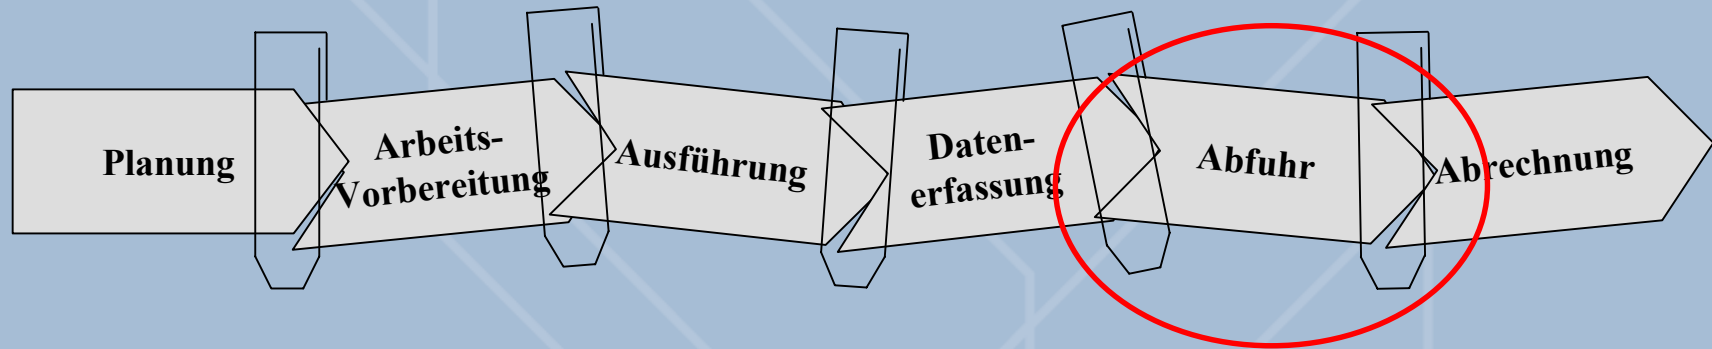 Planung
Arbeits-
Vorbereitung
Ausführung
Daten-
erfassung
Abfuhr
Abrechnung